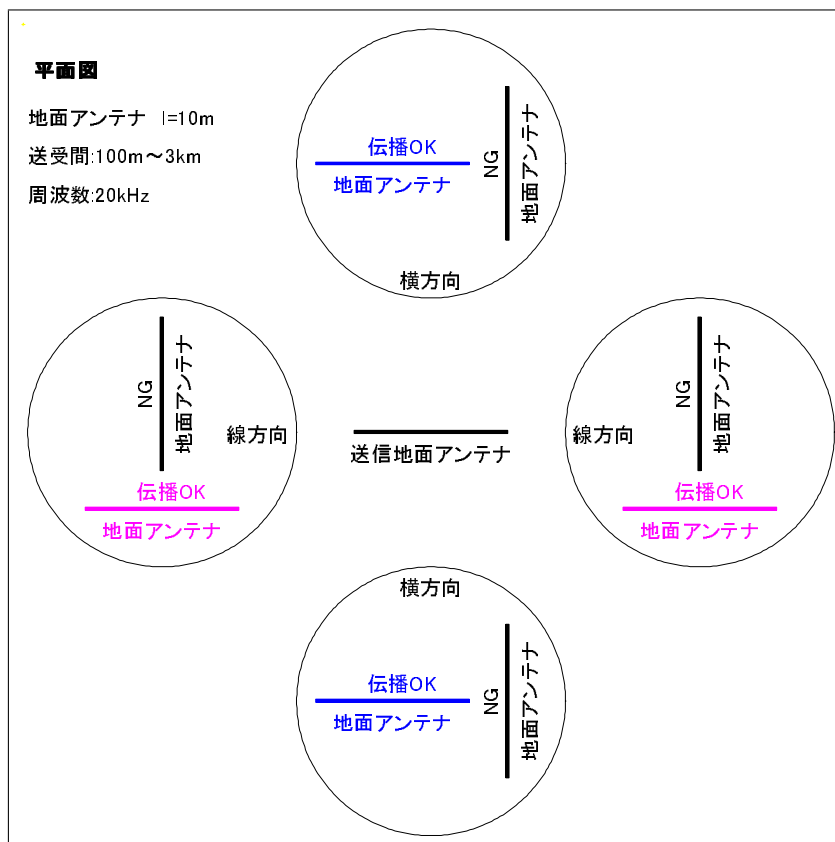 平面図
地面アンテナ l=10m
送受間:100m～3km
周波数:20kHz
伝播OK
地面アンテナ
NG
地面アンテナ
横方向
NG
地面アンテナ
線方向
伝播OK
地面アンテナ
送信地面アンテナ
線方向
NG
地面アンテナ
伝播OK
地面アンテナ
横方向
伝播OK
地面アンテナ
NG
地面アンテナ